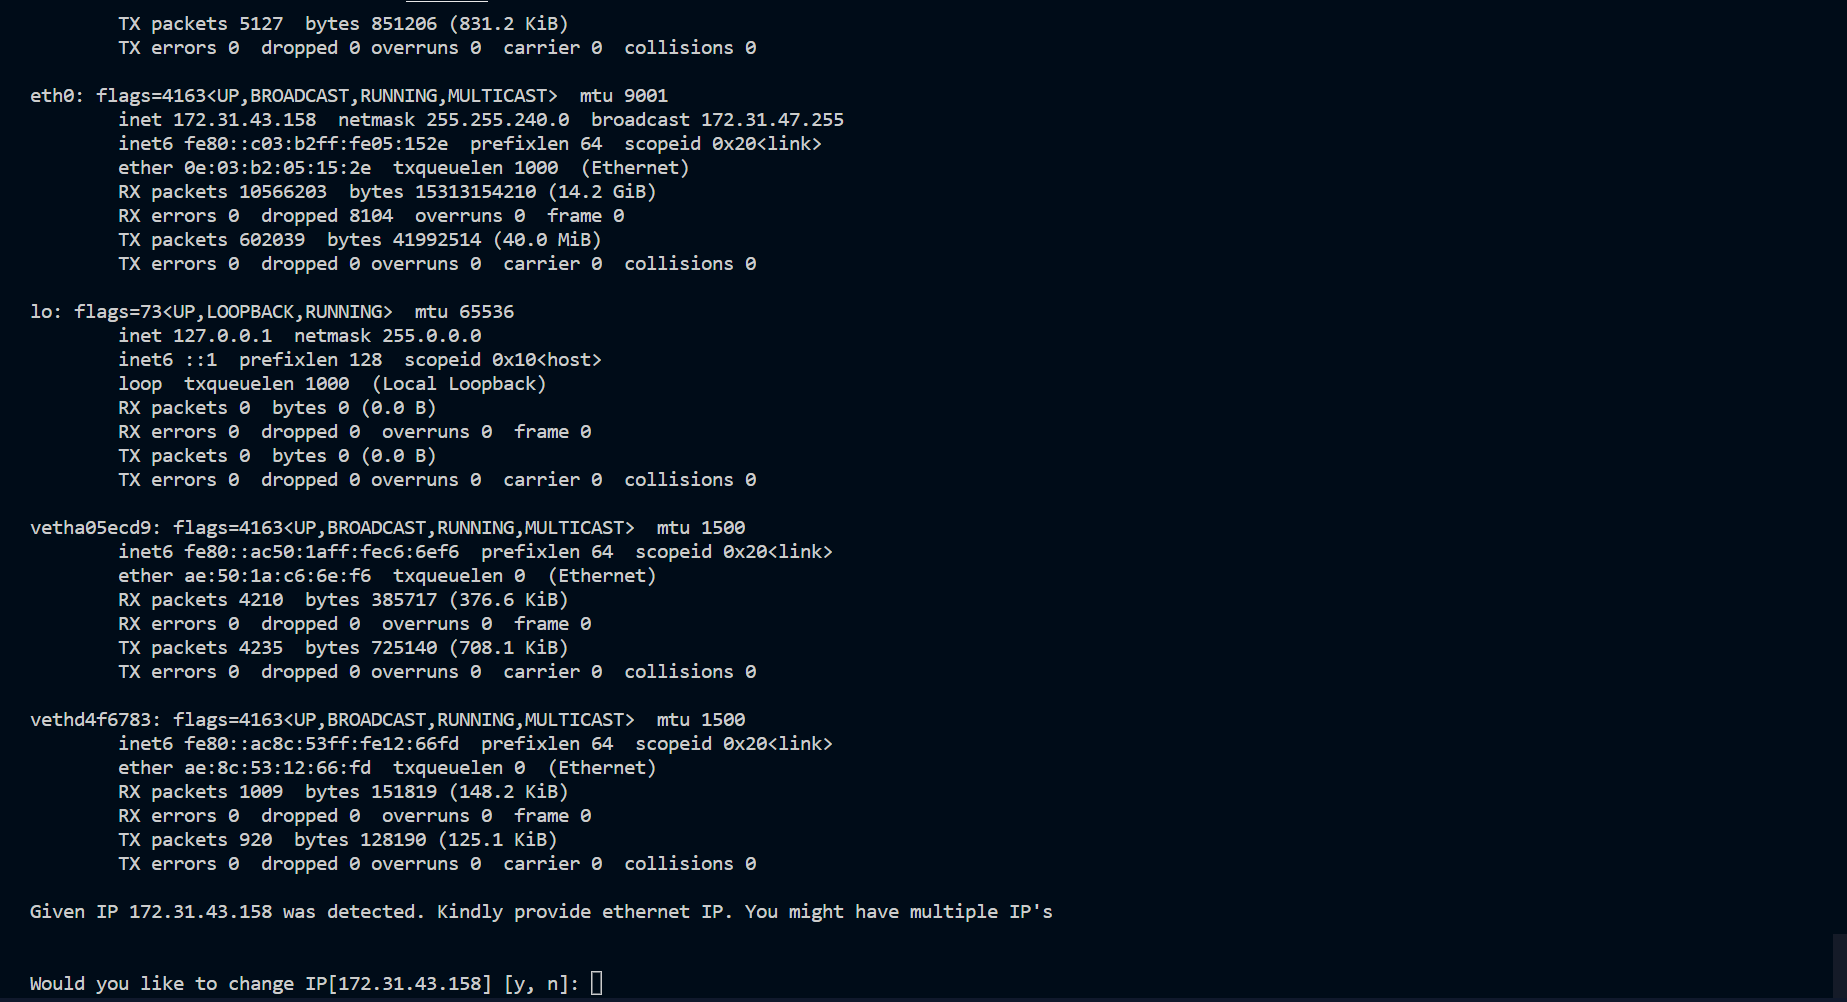 TX packets 5127  bytes 851206 (831.2 KiB)
TX errors 0  dropped 0 overruns 0  carrier 0  collisions 0
eth0: flags=4163<UP,BROADCAST,RUNNING,MULTICAST>  mtu 9001
inet 172.31.43.158  netmask 255.255.240.0  broadcast 172.31.47.255
inet6 fe80::c03:b2ff:fe05:152e  prefixlen 64  scopeid 0x20<link>
ether 0e:03:b2:05:15:2e  txqueuelen 1000  (Ethernet)
RX packets 10566203  bytes 15313154210 (14.2 GiB)
RX errors 0  dropped 8104  overruns 0  frame 0
TX packets 602039  bytes 41992514 (40.0 MiB)
TX errors 0  dropped 0 overruns 0  carrier 0  collisions 0
lo: flags=73<UP,LOOPBACK,RUNNING>  mtu 65536
inet 127.0.0.1  netmask 255.0.0.0
inet6 ::1  prefixlen 128  scopeid 0x10<host>
loop  txqueuelen 1000  (Local Loopback)
RX packets 0  bytes 0 (0.0 B)
RX errors 0  dropped 0  overruns 0  frame 0
TX packets 0  bytes 0 (0.0 B)
TX errors 0  dropped 0 overruns 0  carrier 0  collisions 0
vetha05ecd9: flags=4163<UP,BROADCAST,RUNNING,MULTICAST>  mtu 1500
inet6 fe80::ac50:1aff:fec6:6ef6  prefixlen 64  scopeid 0x20<link>
ether ae:50:1a:c6:6e:f6  txqueuelen 0  (Ethernet)
RX packets 4210  bytes 385717 (376.6 KiB)
RX errors 0  dropped 0  overruns 0  frame 0
TX packets 4235  bytes 725140 (708.1 KiB)
TX errors 0  dropped 0 overruns 0  carrier 0  collisions 0
vethd4f6783: flags=4163<UP,BROADCAST,RUNNING,MULTICAST>  mtu 1500
inet6 fe80::ac8c:53ff:fe12:66fd  prefixlen 64  scopeid 0x20<link>
ether ae:8c:53:12:66:fd  txqueuelen 0  (Ethernet)
RX packets 1009  bytes 151819 (148.2 KiB)
RX errors 0  dropped 0  overruns 0  frame 0
TX packets 920  bytes 128190 (125.1 KiB)
TX errors 0  dropped 0 overruns 0  carrier 0  collisions 0
Given IP 172.31.43.158 was detected. Kindly provide ethernet IP. You might have multiple IP's
Would you like to change IP[172.31.43.158] [y, n]: